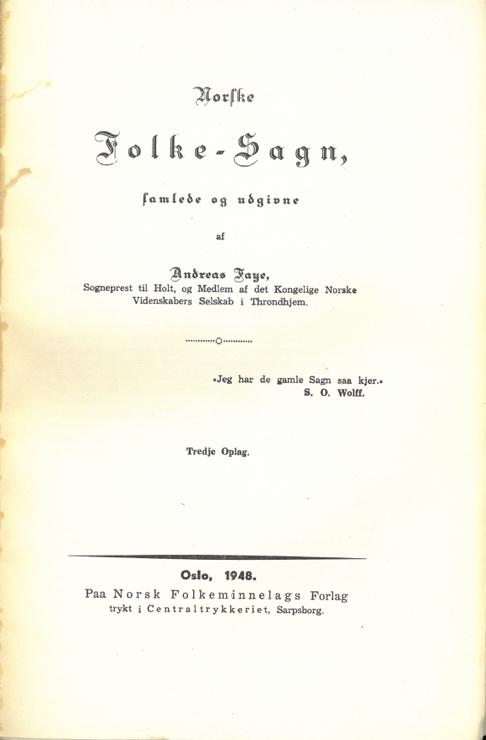 Norske
Folke-Sagn,
samlede og udgivne
af
Andreas Faye,
Sogneprest til Holt, og Medlem af det Kongelige Norske
Videnskabers Selskab i Throndhjem.
«Jeg har de gamle Sagn saa kjer.»
S. O. Wolff.
Tredje Oplag.
Oslo, 1948.
Paa Norsk Folkeminnelags Forlag
trykt i Centraltrykkeriet, Sarpsborg.